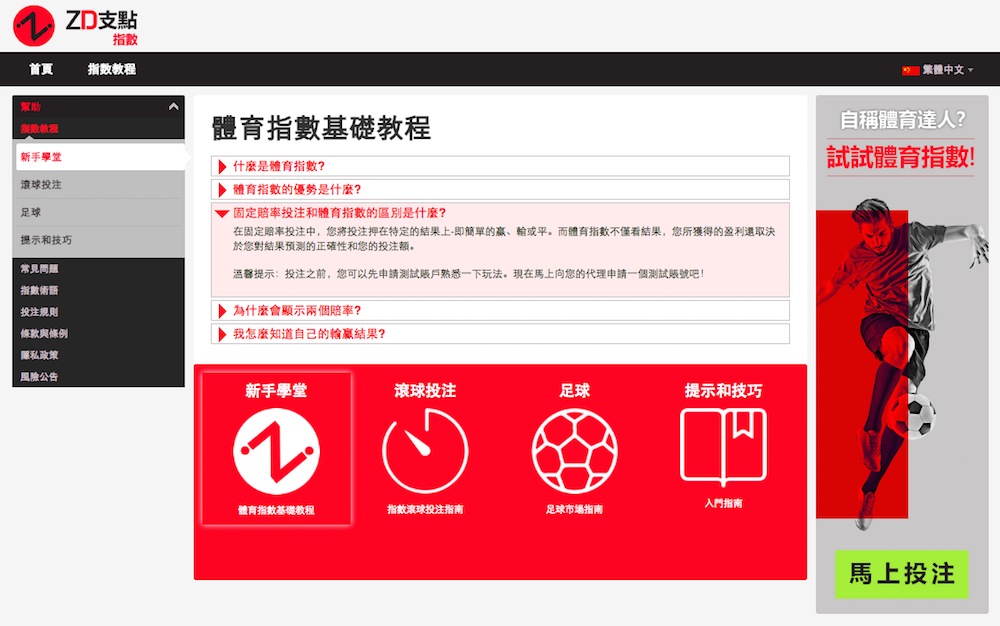 ZD支點
指數
首頁
指數教程
繁體中文
幫助
指數教程
新手學堂
滾球投注
足球
提示和技巧
常見問題
指數術語
投注規則
條款與條例
隱私政策
風險公告
體育指數基礎教程
什麼是體育指數?
體育指數的優勢是什麼?
固定賠率投注和體育指數的區別是什麼?
在固定賠率投注中，您將投注押在特定的結果上-即簡單的贏、輸或平。而體育指數不僅看結果，您所獲得的盈利還取決
於您對結果預測的正確性和您的投注額。
溫馨提示：投注之前，您可以先申請測試賬戶熟悉一下玩法。現在馬上向您的代理申請一個測試賬號吧！
為什麼會顯示兩個賠率?
我怎麼知道自己的輸贏結果?
新手學堂
體育指數基礎教程
滾球投注
指數滾球投注指南
足球
足球市場指南
提示和技巧
入門指南
自稱體育達人?
試試體育指數!
馬上投注